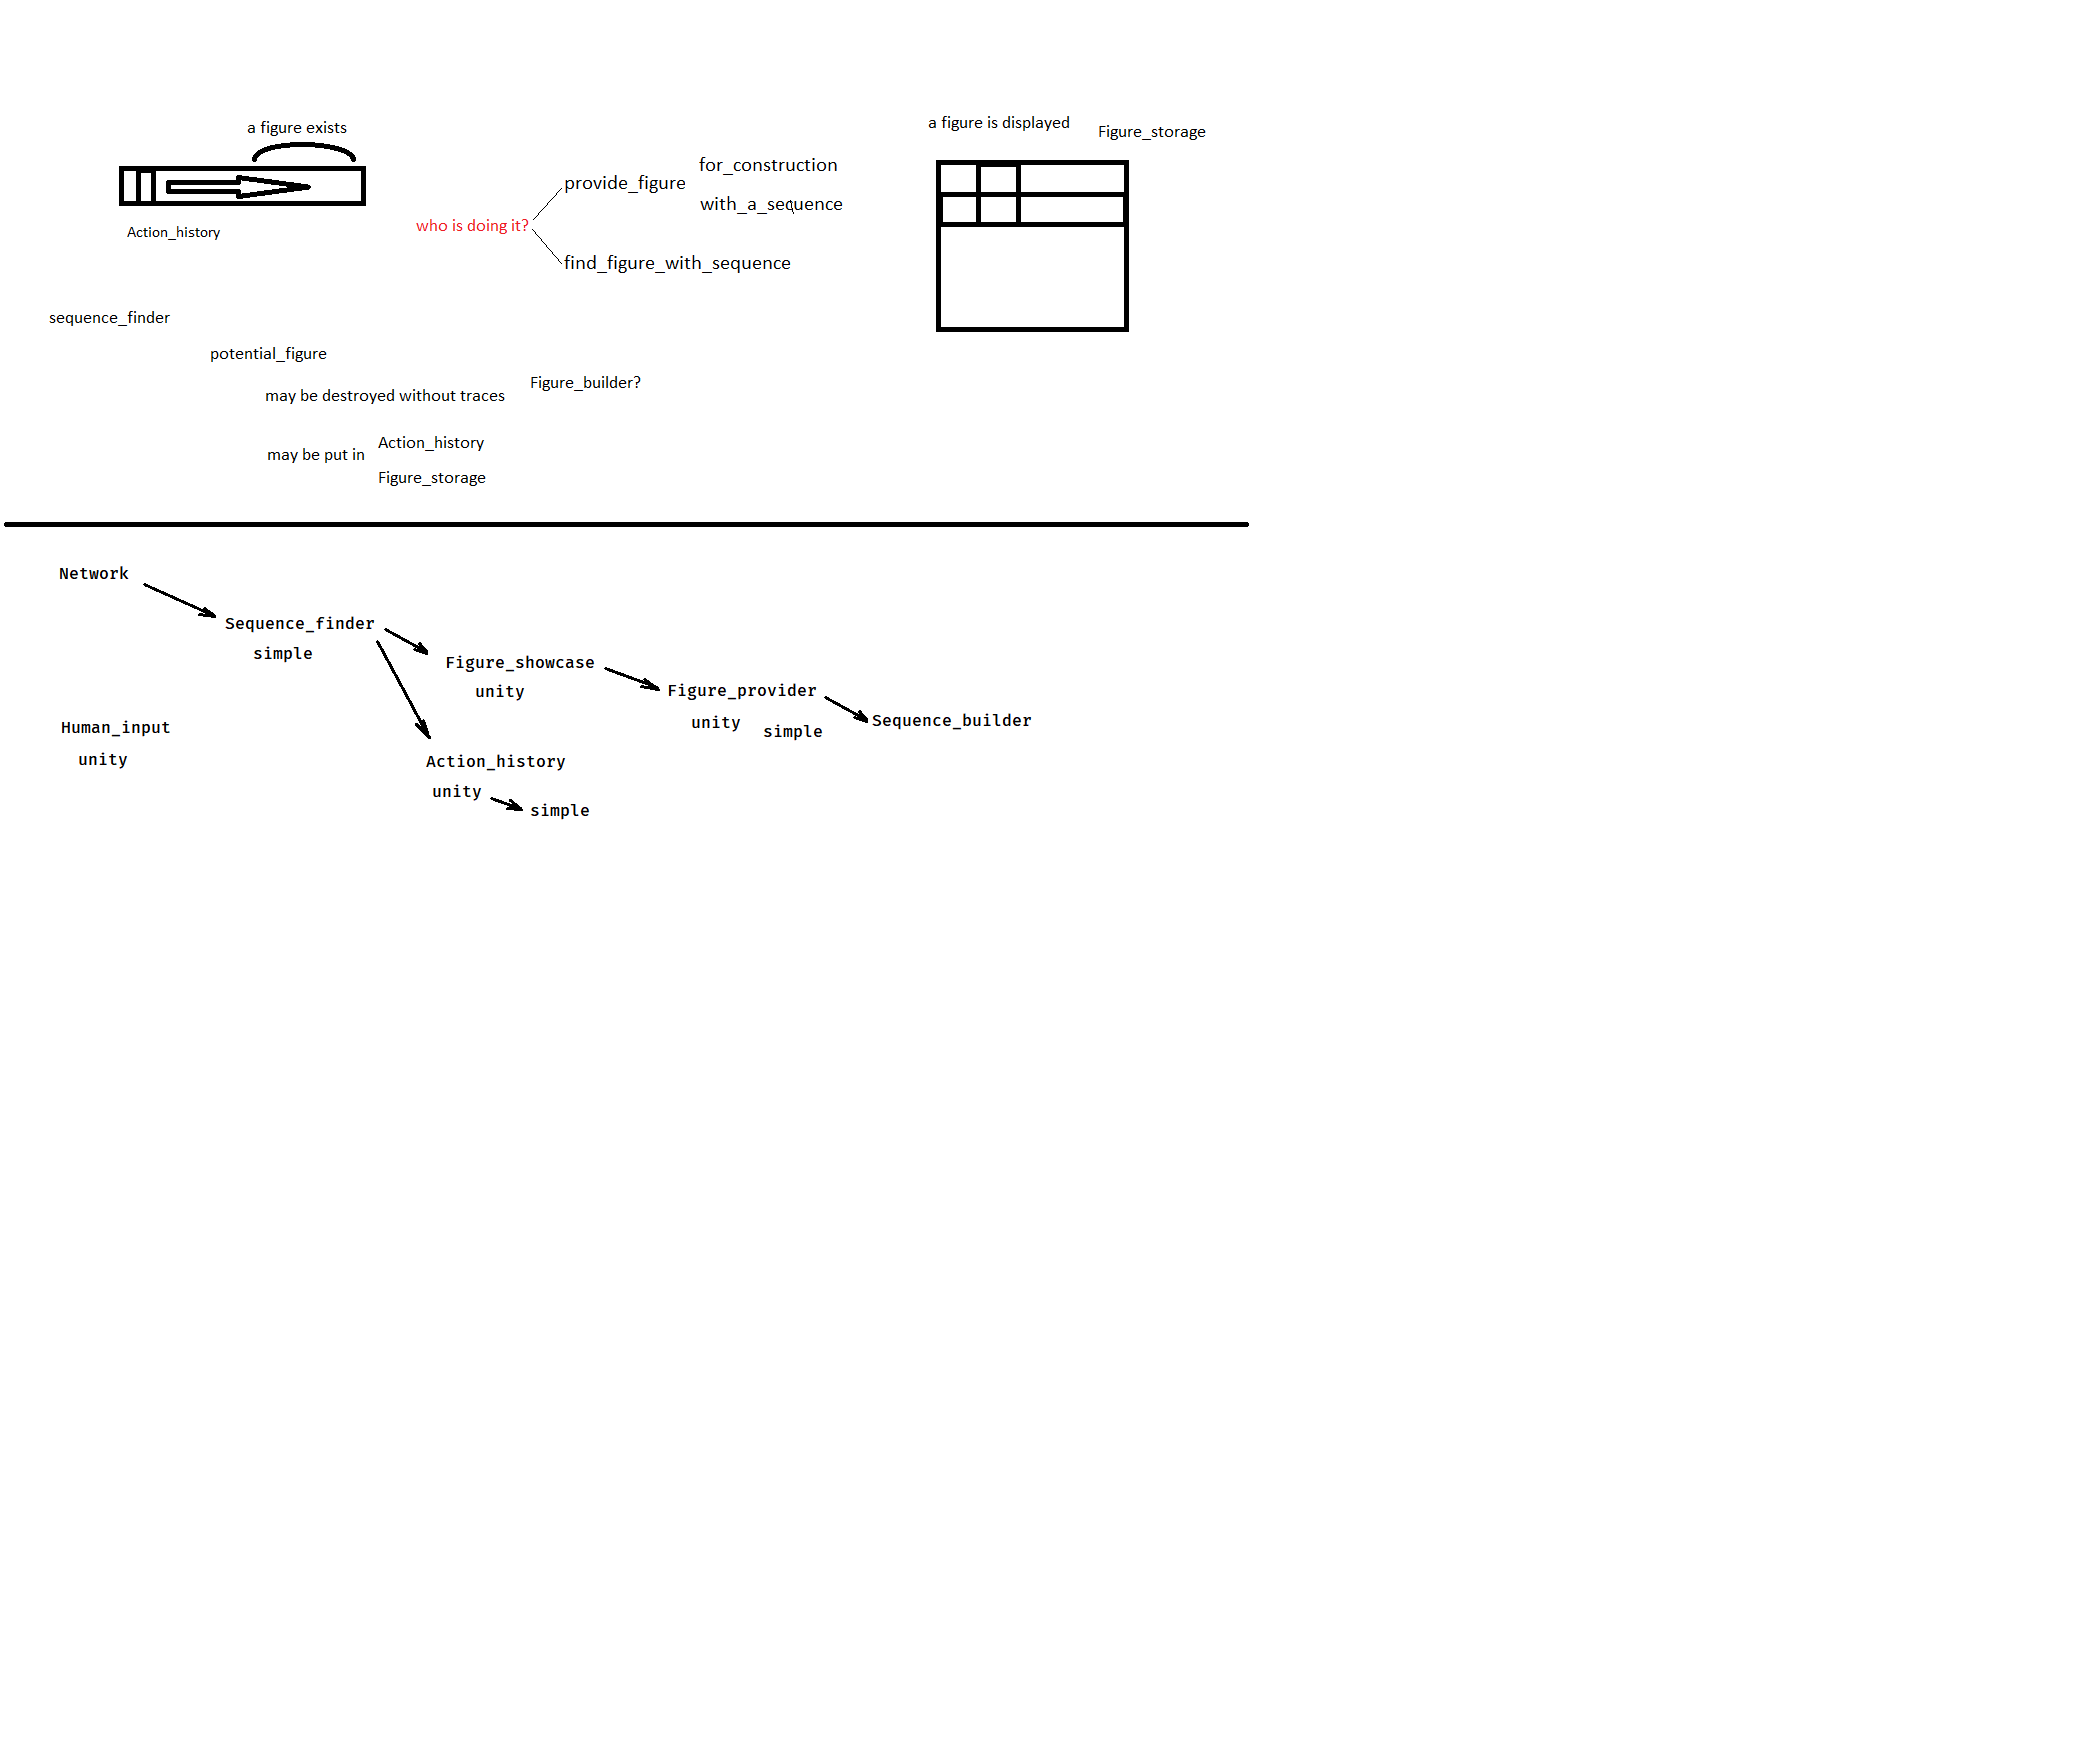 a figure exists
Action_history
who is doing it?
provide_figure
for_construction
with_a_sequence
find_figure_with_sequence
a figure is displayed
Figure_storage
sequence_finder
potential_figure
may be destroyed without traces
Figure_builder?
may be put in
Action_history
Figure_storage
Network
Sequence_finder
simple
Figure_showcase
unity
Figure_provider
unity
simple
Sequence_builder
Human_input
unity
Action_history
unity
simple